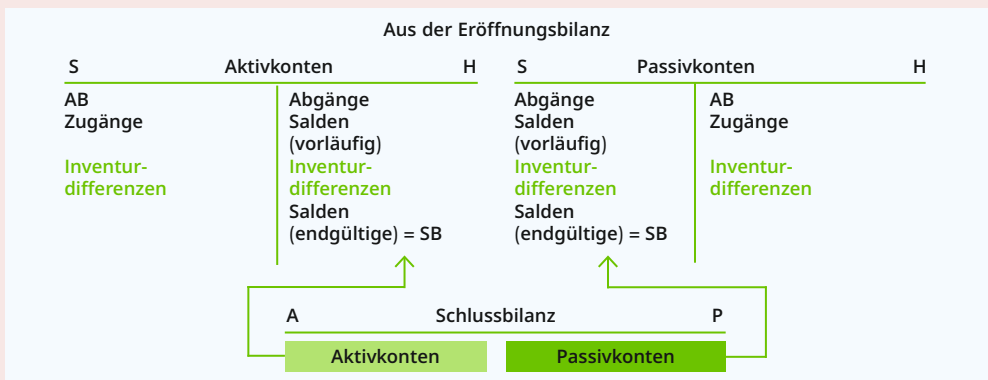 Aus der Eröffnungsbilanz
S Aktivkonten H
AB
Zugänge
Inventur-
differenzen
Abgänge
Salden
(vorläufig)
Inventur-
differenzen
Salden
(endgültige) = SB
S Passivkonten H
Abgänge
Salden
(vorläufig)
Inventur-
differenzen
Salden
(endgültige) = SB
AB
Zugänge
Inventur-
differenzen
A Schlussbilanz P
Aktivkonten
Passivkonten